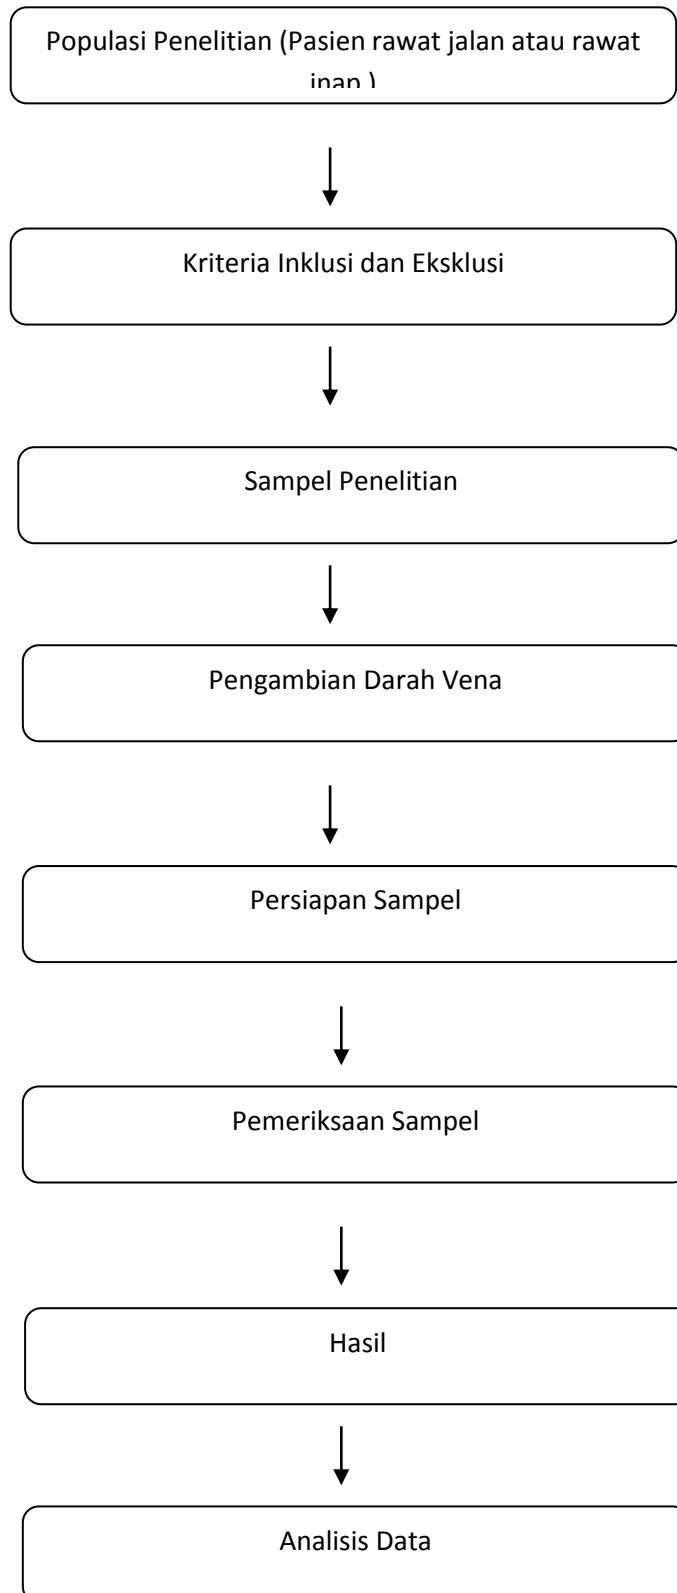 Populasi Penelitian (Pasien rawat jalan atau rawat
inap )
Kriteria Inklusi dan Eksklusi
Sampel Penelitian
Pengambian Darah Vena
Persiapan Sampel
Pemeriksaan Sampel
Hasil
Analisis Data